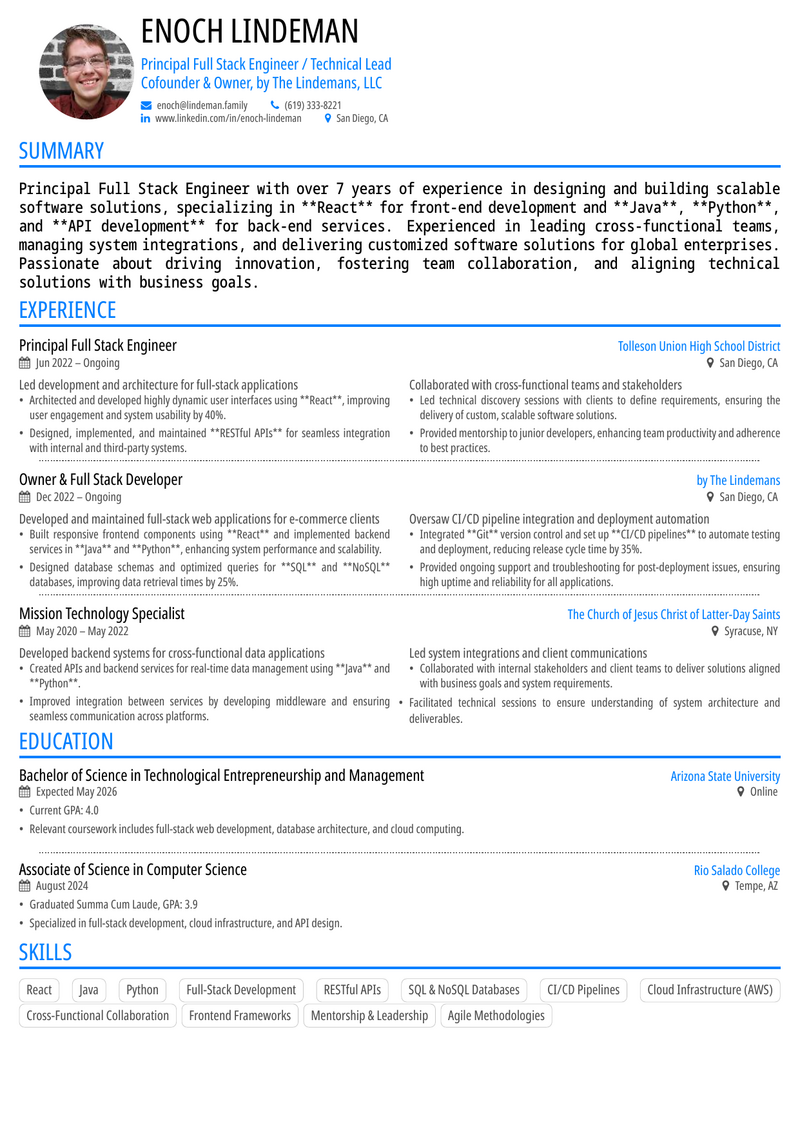 ENOCH LINDEMAN
Principal Full Stack Engineer / Technical Lead
Cofounder & Owner, by The Lindemans, LLC
enoch@lindeman.family (619) 333-8221
www.linkedin.com/in/enoch-lindeman San Diego, CA
SUMMARY
Principal Full Stack Engineer with over 7 years of experience in designing and building scalable
software solutions, specializing in **React** for front-end development and **Java**, **Python**,
and **API development** for back-end services. Experienced in leading cross-functional teams,
managing system integrations, and delivering customized software solutions for global enterprises.
Passionate about driving innovation, fostering team collaboration, and aligning technical
solutions with business goals.
EXPERIENCE
Principal Full Stack Engineer Tolleson Union High School District
Jun 2022 – Ongoing San Diego, CA
Led development and architecture for full-stack applications
• Architected and developed highly dynamic user interfaces using **React**, improving
user engagement and system usability by 40%.
• Designed, implemented, and maintained **RESTful APIs** for seamless integration
with internal and third-party systems.
Collaborated with cross-functional teams and stakeholders
• Led technical discovery sessions with clients to define requirements, ensuring the
delivery of custom, scalable software solutions.
• Provided mentorship to junior developers, enhancing team productivity and adherence
to best practices.
Owner & Full Stack Developer by The Lindemans
Dec 2022 – Ongoing San Diego, CA
Developed and maintained full-stack web applications for e-commerce clients
• Built responsive frontend components using **React** and implemented backend
services in **Java** and **Python**, enhancing system performance and scalability.
• Designed database schemas and optimized queries for **SQL** and **NoSQL**
databases, improving data retrieval times by 25%.
Oversaw CI/CD pipeline integration and deployment automation
• Integrated **Git** version control and set up **CI/CD pipelines** to automate testing
and deployment, reducing release cycle time by 35%.
• Provided ongoing support and troubleshooting for post-deployment issues, ensuring
high uptime and reliability for all applications.
Mission Technology Specialist The Church of Jesus Christ of Latter-Day Saints
May 2020 – May 2022 Syracuse, NY
Developed backend systems for cross-functional data applications
• Created APIs and backend services for real-time data management using **Java** and
**Python**.
• Improved integration between services by developing middleware and ensuring
seamless communication across platforms.
Led system integrations and client communications
• Collaborated with internal stakeholders and client teams to deliver solutions aligned
with business goals and system requirements.
• Facilitated technical sessions to ensure understanding of system architecture and
deliverables.
EDUCATION
Bachelor of Science in Technological Entrepreneurship and Management Arizona State University
Expected May 2026 Online
• Current GPA: 4.0
• Relevant coursework includes full-stack web development, database architecture, and cloud computing.
Associate of Science in Computer Science Rio Salado College
August 2024 Tempe, AZ
• Graduated Summa Cum Laude, GPA: 3.9
• Specialized in full-stack development, cloud infrastructure, and API design.
SKILLS
React Java Python Full-Stack Development RESTful APIs SQL & NoSQL Databases CI/CD Pipelines Cloud Infrastructure (AWS)
Cross-Functional Collaboration Frontend Frameworks Mentorship & Leadership Agile Methodologies